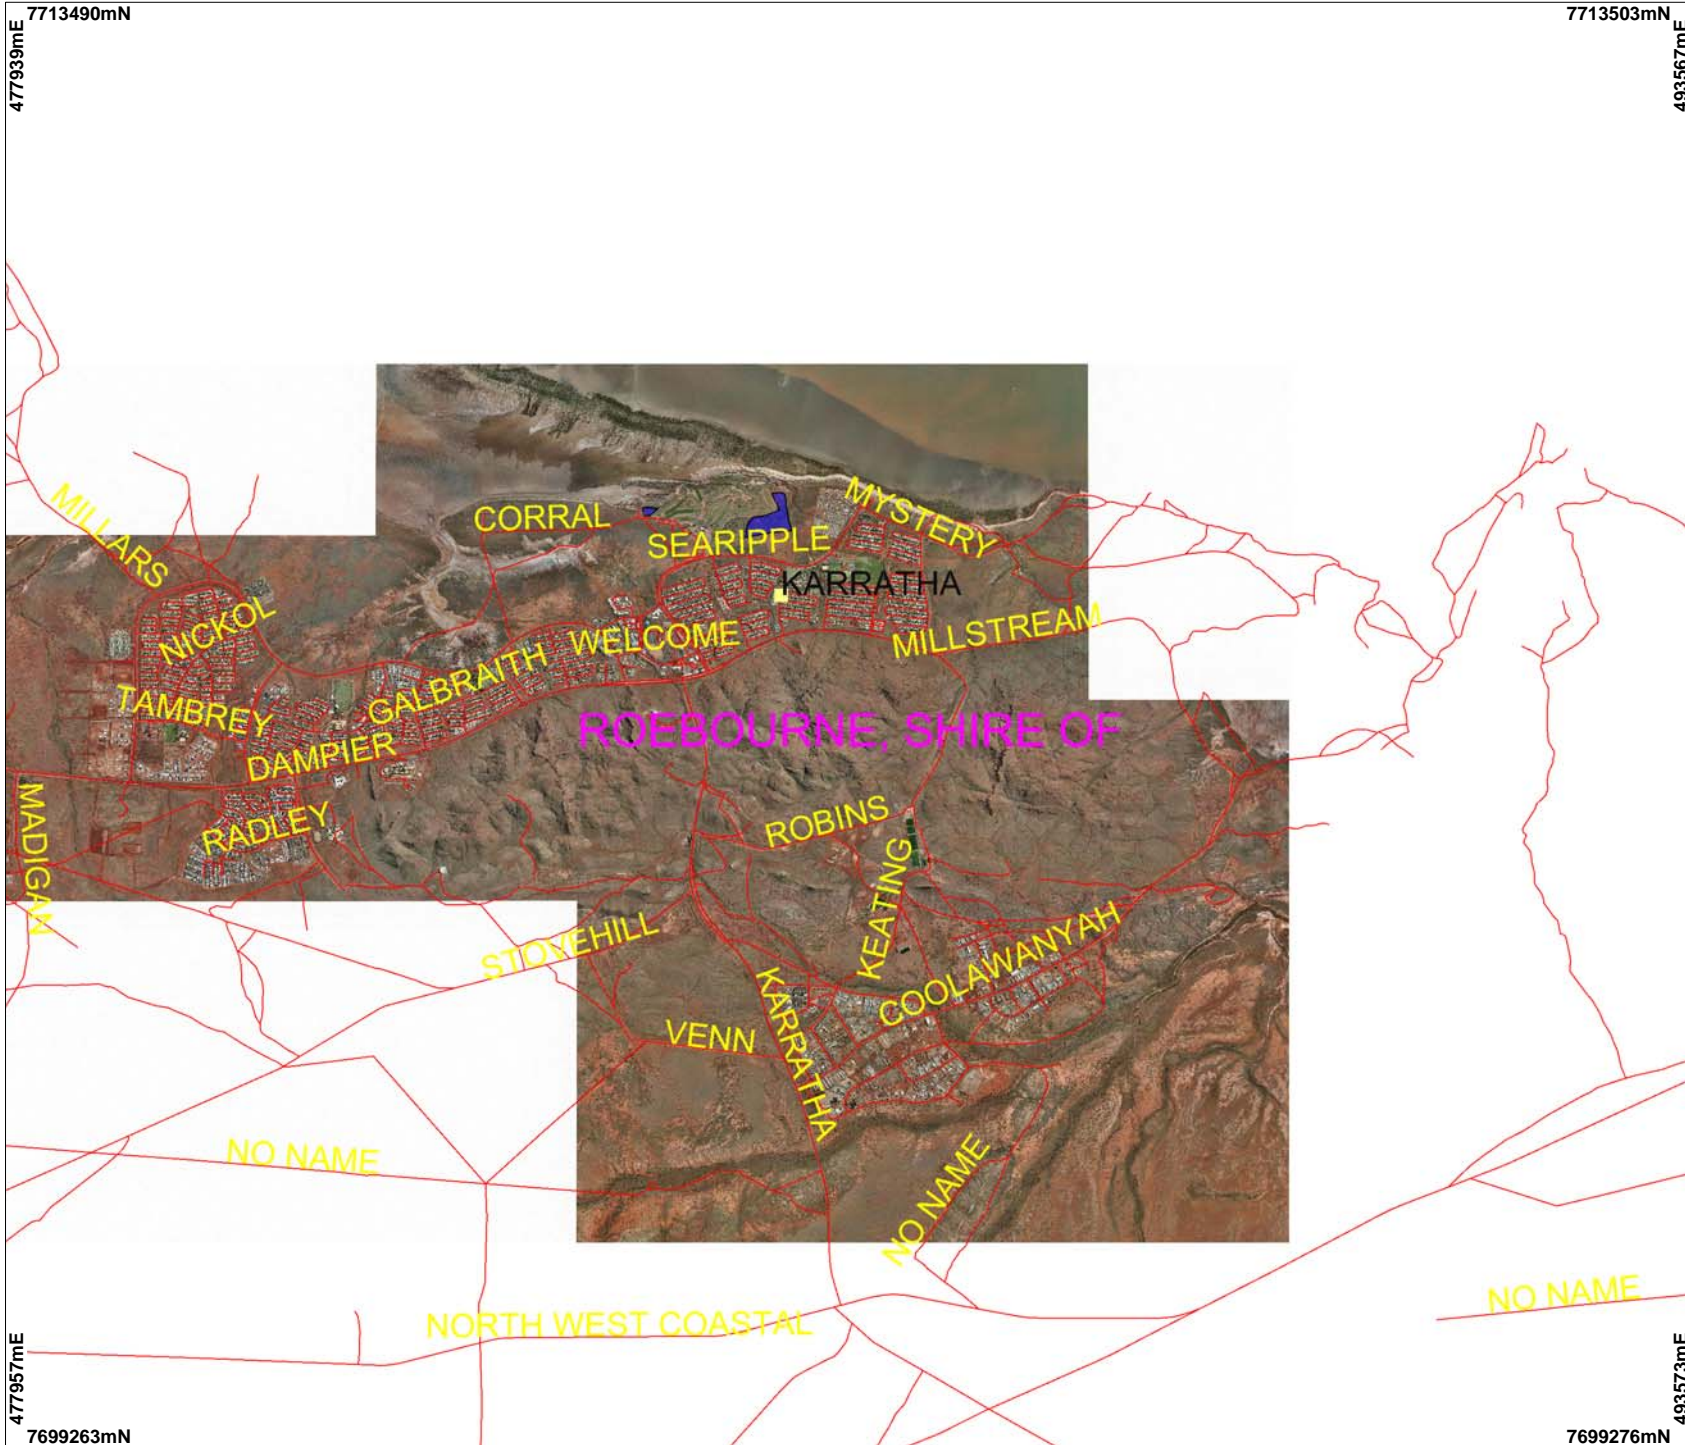 7713490mN
7713503mN
477939mE
493567mE
MILLARS
CORRAL
MYSTERY
SEARIPPLE
KARRATHA
NICKOL
WELCOME
MILLSTREAM
GALBRAITH
TAMBREY
ROEBOURNE, SHIRE OF
DAMPIER
MADIGAN
RADLEY
ROBINS
KEATING
STOVEHILL
COOLAWANYAH
KARRATHA
VENN
NO NAME
NO NAME
NO NAME
NORTH WEST COASTAL
477957mE
493573mE
7699263mN
7699276mN